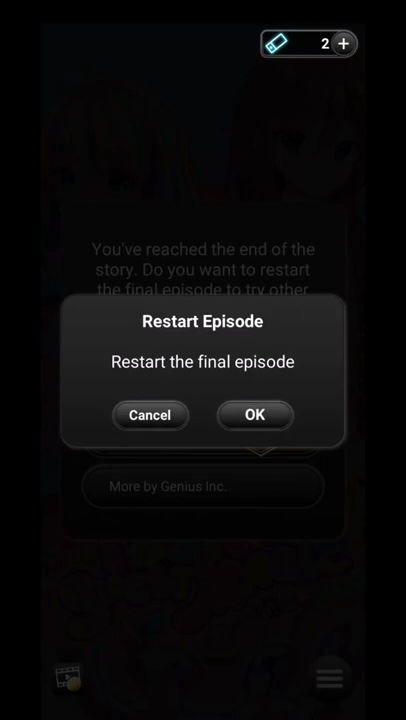 2
You've reached the end of the
story. Do you want to restart
the final episode to try other
Restart Episode
Restart the final episode
Cancel
OK
More by Genius Inc.